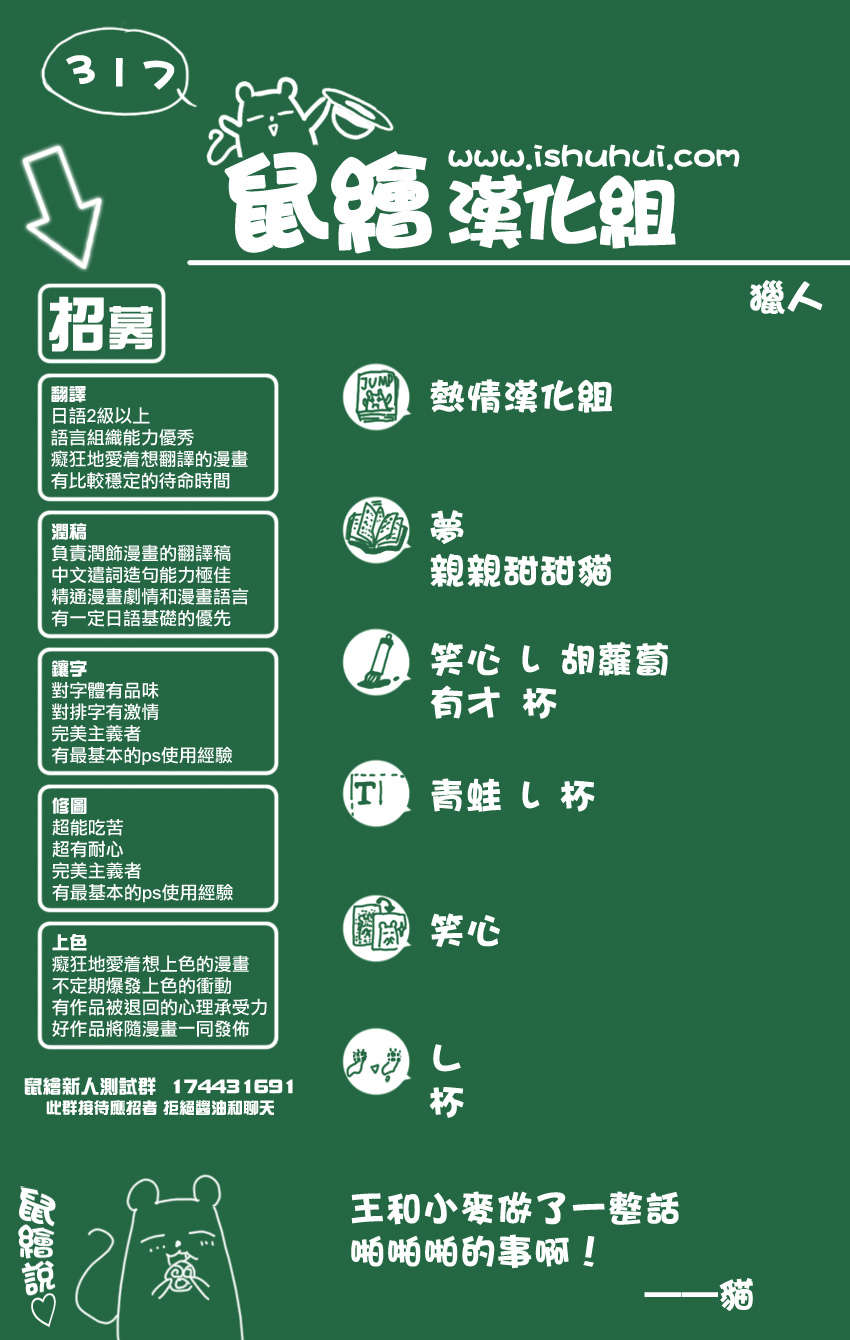 317
www.ishuhui.com
鼠繪漢化組
獵人
招募
翻譯
日語2級以上
語言組織能力優秀
癡狂地愛着想翻譯的漫畫
有比較穩定的待命時間
潤稿
負責潤飾漫畫的翻譯稿
中文遣詞造句能力極佳
精通漫畫劇情和漫畫語言
有一定日語基礎的優先
鑲字
對字體有品味
對排字有激情
完美主義者
有最基本的ps使用經驗
修圖
超能吃苦
超有耐心
完美主義者
有最基本的ps使用經驗
上色
癡狂地愛着想上色的漫畫
不定期爆發上色的衝動
有作品被退回的心理承受力
好作品將隨漫畫一同發佈
鼠繪新人測試群 174431691
此群接待應招者 拒絕醬油和聊天
JUMP
熱情漢化組
夢
親親甜甜貓
笑心 し 胡蘿蔔
有才 杯
T
青蛙 し 杯
笑心
し
杯
鼠繪說♡
王和小麥做了一整話
啪啪啪的事啊！
——貓